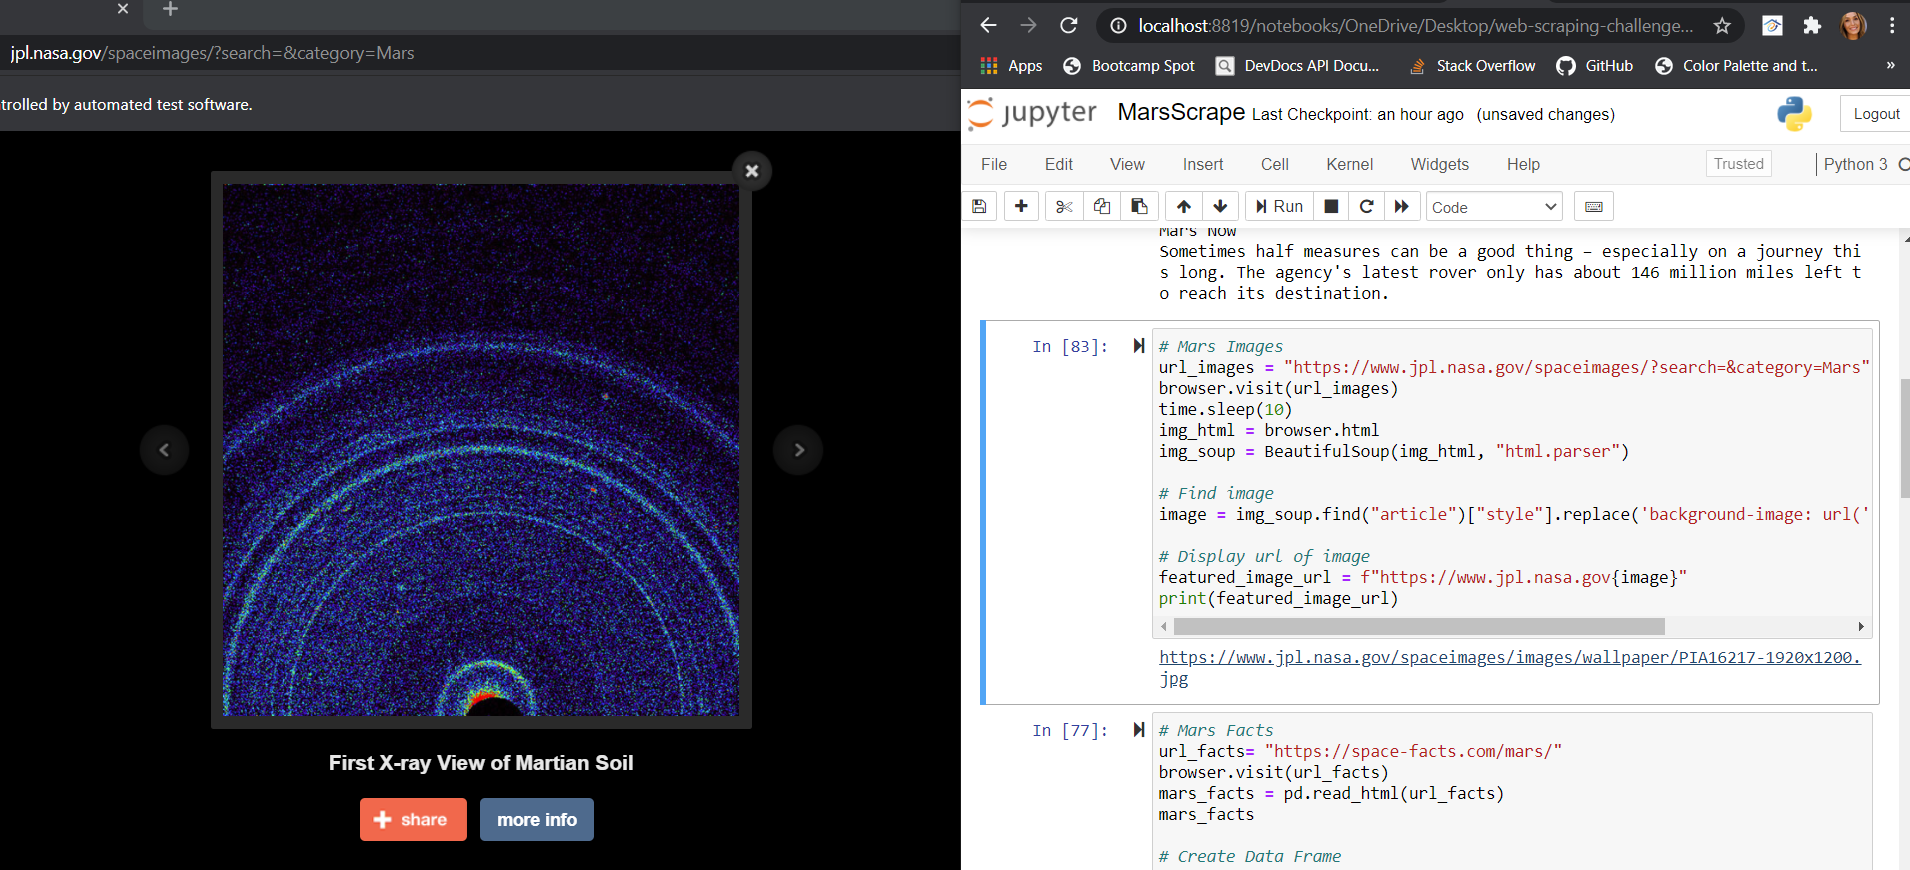 jpl.nasa.gov/spaceimages/?search=&category=Mars
trolled by automated test software.
First X-ray View of Martian Soil
share
more info
localhost:8819/notebooks/OneDrive/Desktop/web-scraping-challenge...
Apps Bootcamp Spot DevDocs API Docu... Stack Overflow GitHub Color Palette and t... »
jupyter MarsScrape Last Checkpoint: an hour ago (unsaved changes) Logout
File Edit View Insert Cell Kernel Widgets Help Trusted Python 3
Run Code
Mars Now
Sometimes half measures can be a good thing – especially on a journey thi
s long. The agency's latest rover only has about 146 million miles left t
o reach its destination.
In [83]:
# Mars Images
url_images = "https://www.jpl.nasa.gov/spaceimages/?search=&category=Mars"
browser.visit(url_images)
time.sleep(10)
img_html = browser.html
img_soup = BeautifulSoup(img_html, "html.parser")
# Find image
image = img_soup.find("article")["style"].replace('background-image: url('
# Display url of image
featured_image_url = f"https://www.jpl.nasa.gov{image}"
print(featured_image_url)
https://www.jpl.nasa.gov/spaceimages/images/wallpaper/PIA16217-1920x1200.
jpg
In [77]:
# Mars Facts
url_facts= "https://space-facts.com/mars/"
browser.visit(url_facts)
mars_facts = pd.read_html(url_facts)
mars_facts
# Create Data Frame